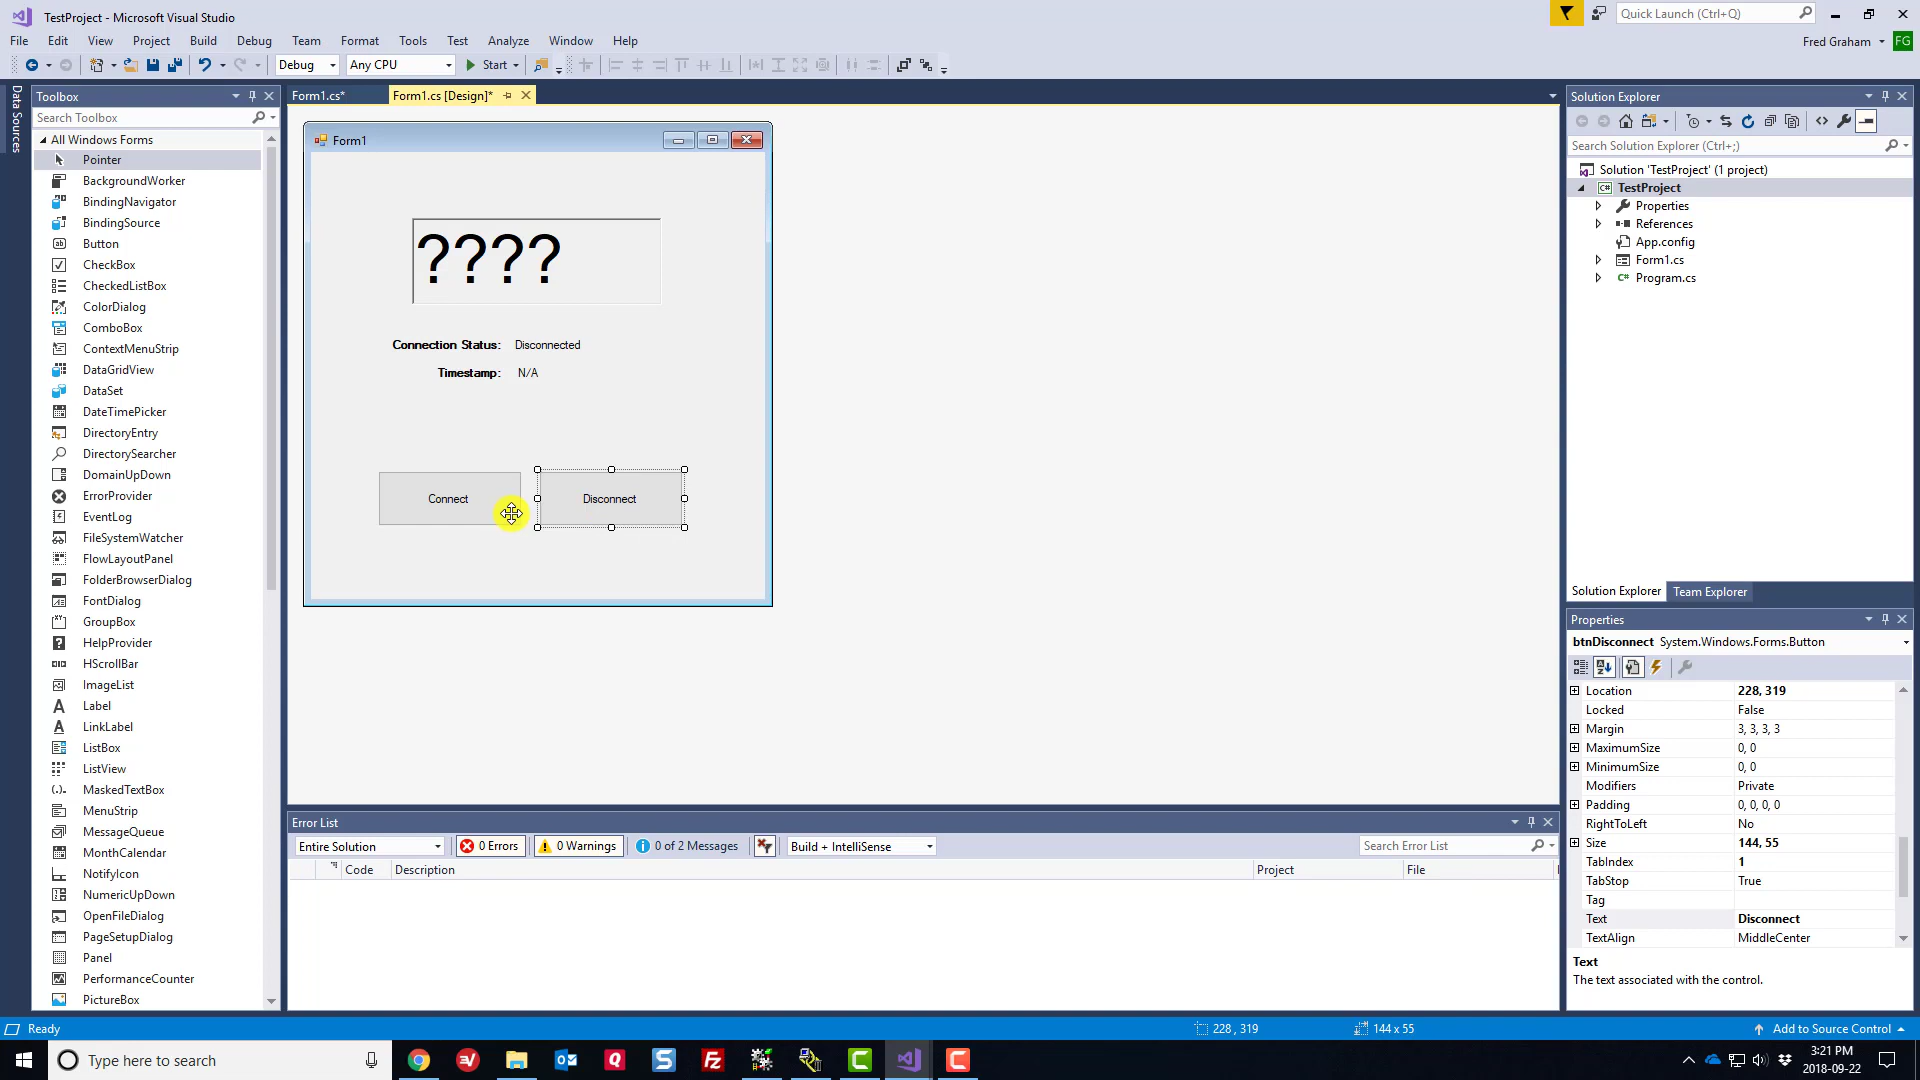 TestProject - Microsoft Visual Studio
Quick Launch (Ctrl+Q)
File Edit View Project Build Debug Team Format Tools Test Analyze Window Help
Fred Graham FG
Debug Any CPU Start
Data Sources
Toolbox
Search Toolbox
All Windows Forms
Pointer
BackgroundWorker
BindingNavigator
BindingSource
Button
CheckBox
CheckedListBox
ColorDialog
ComboBox
ContextMenuStrip
DataGridView
DataSet
DateTimePicker
DirectoryEntry
DirectorySearcher
DomainUpDown
ErrorProvider
EventLog
FileSystemWatcher
FlowLayoutPanel
FolderBrowserDialog
FontDialog
GroupBox
HelpProvider
HScrollBar
ImageList
Label
LinkLabel
ListBox
ListView
MaskedTextBox
MenuStrip
MessageQueue
MonthCalendar
NotifyIcon
NumericUpDown
OpenFileDialog
PageSetupDialog
Panel
PerformanceCounter
PictureBox
Form1.cs* Form1.cs [Design]*
Form1
????
Connection Status: Disconnected
Timestamp: N/A
Connect Disconnect
Error List
Entire Solution 0 Errors 0 Warnings 0 of 2 Messages Build + IntelliSense Search Error List
Code Description Project File
Solution Explorer
Search Solution Explorer (Ctrl+;)
Solution 'TestProject' (1 project)
TestProject
Properties
References
App.config
Form1.cs
Program.cs
Solution Explorer Team Explorer
Properties
btnDisconnect System.Windows.Forms.Button
Location 228, 319
Locked False
Margin 3, 3, 3, 3
MaximumSize 0, 0
MinimumSize 0, 0
Modifiers Private
Padding 0, 0, 0, 0
RightToLeft No
Size 144, 55
TabIndex 1
TabStop True
Tag
Text Disconnect
TextAlign MiddleCenter
Text
The text associated with the control.
Ready 228 , 319 144 x 55 Add to Source Control
Type here to search
3:21 PM
2018-09-22